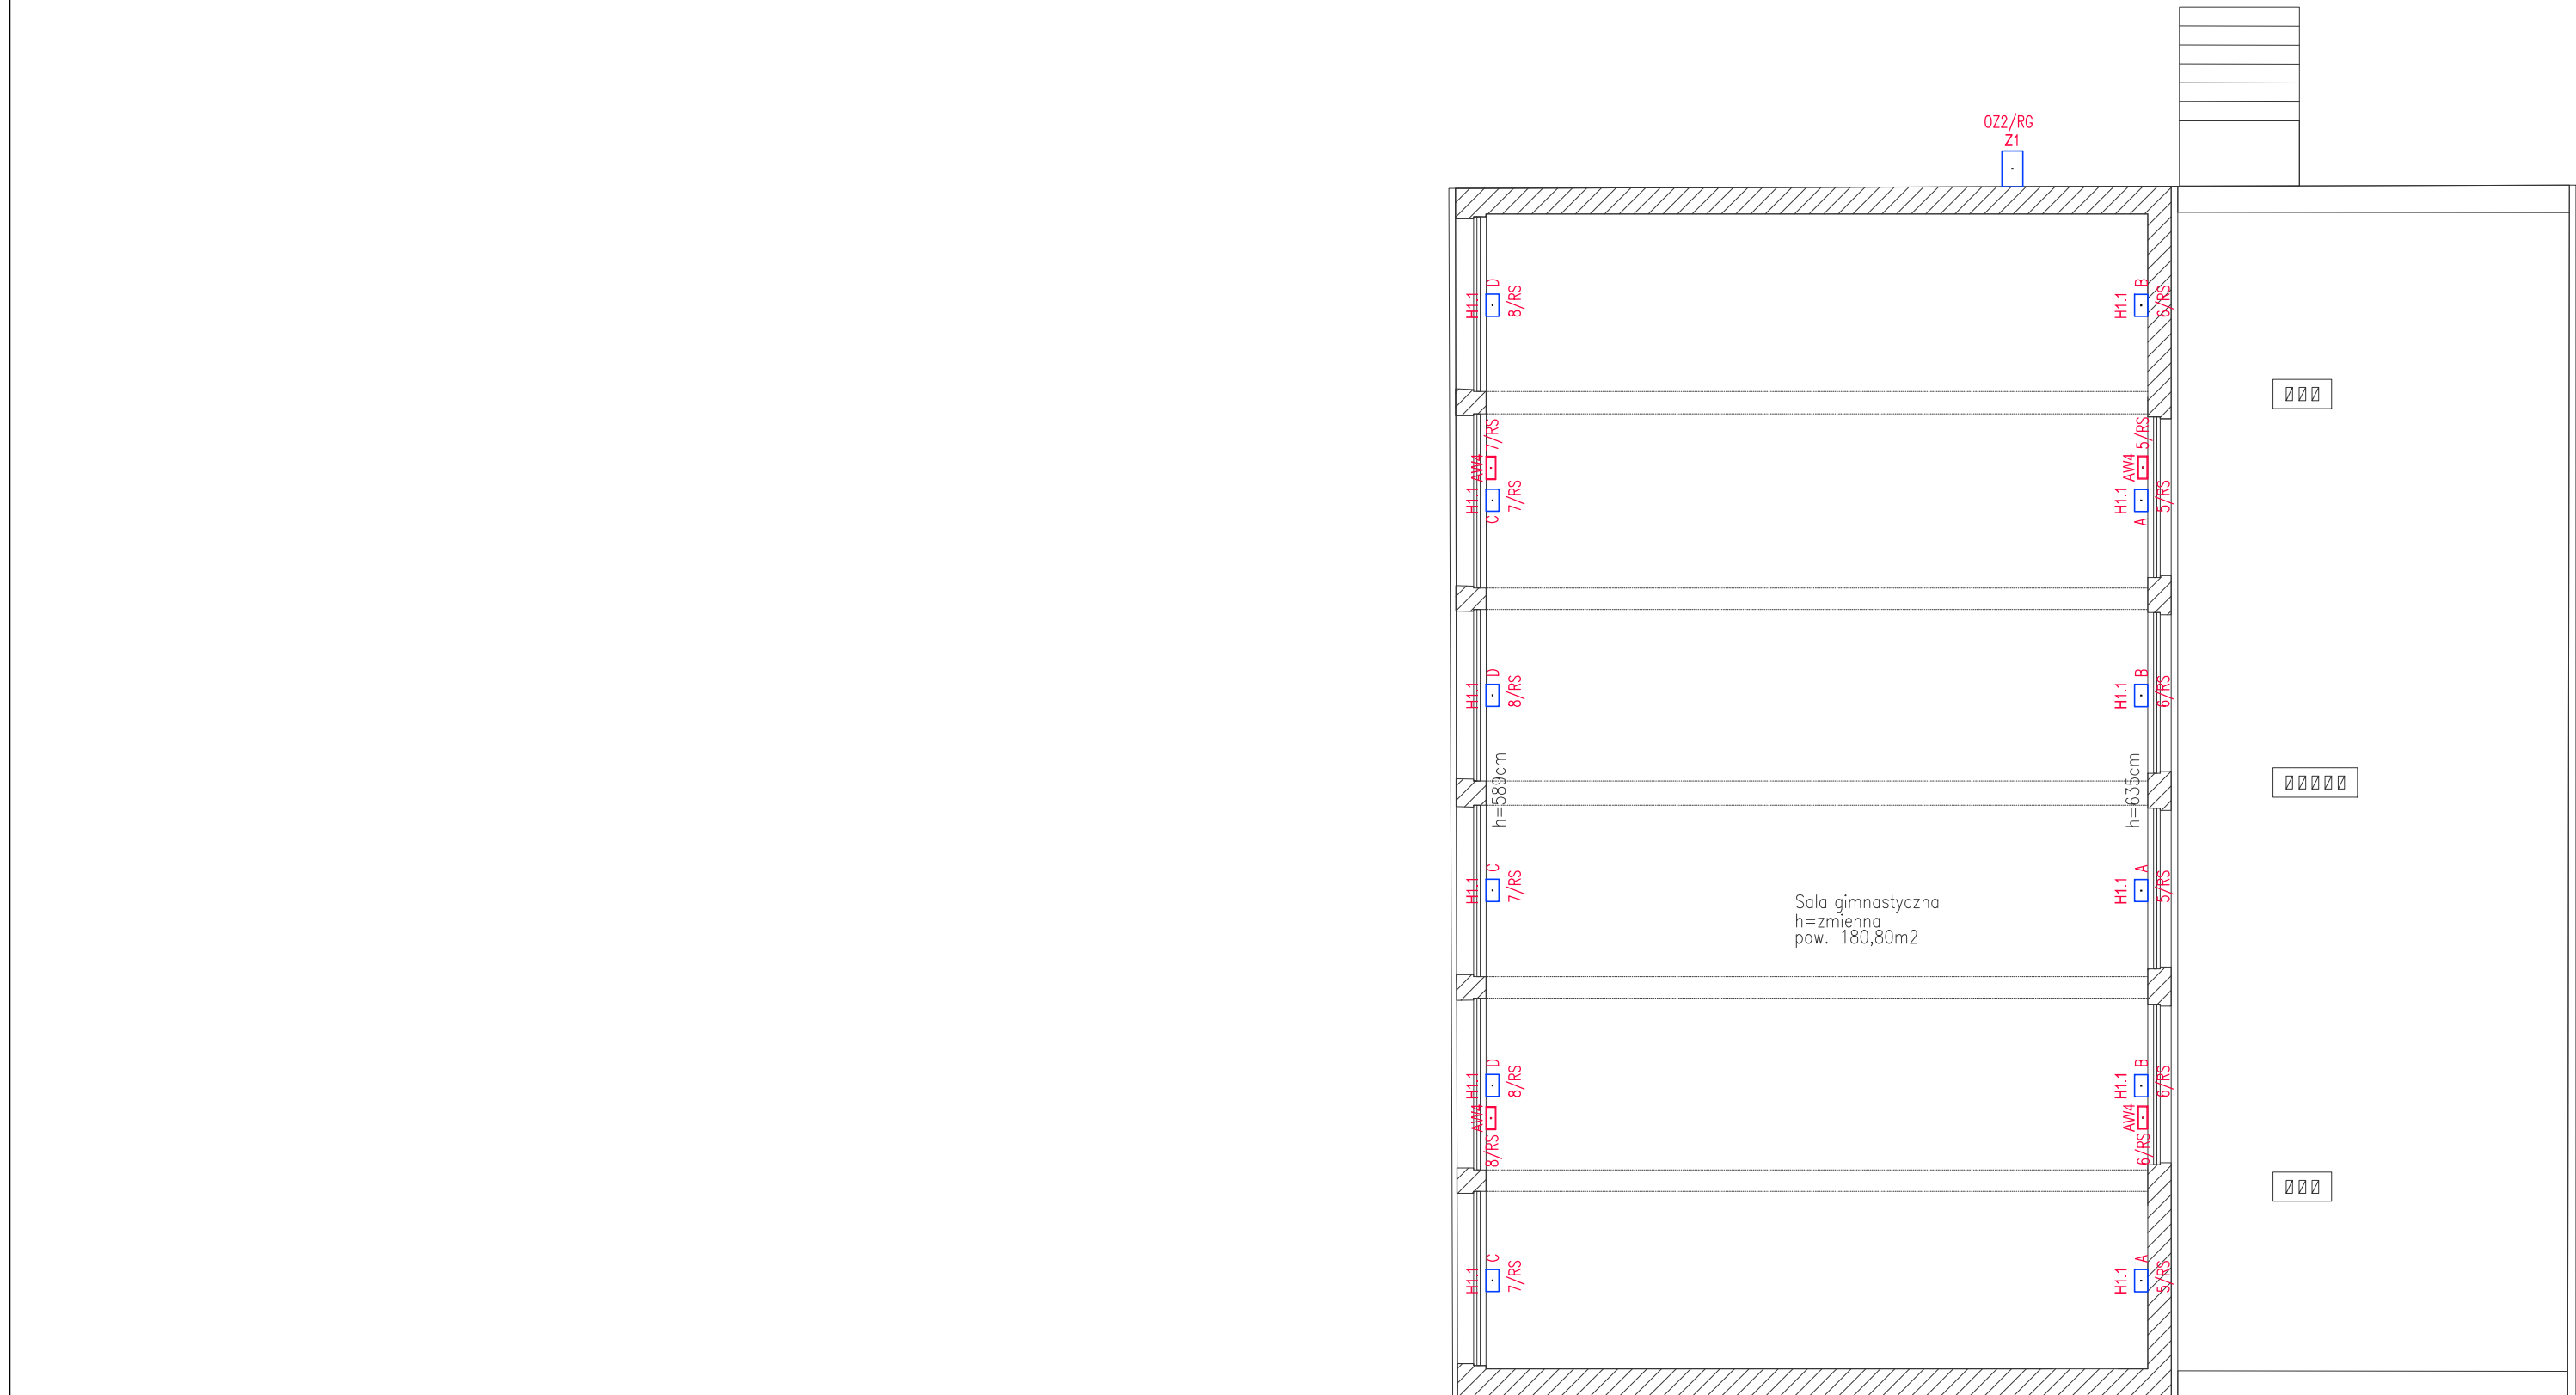 OZ2/RG
Z1
H1.1
D
8/RS
H1.1
B
6/RS
AW4
7/RS
H1.1
C
7/RS
AW4
5/RS
H1.1
A
5/RS
H1.1
D
8/RS
H1.1
B
6/RS
h=589cm
h=635cm
H1.1
C
7/RS
Sala gimnastyczna
h=zmienna
pow. 180,80m2
H1.1
A
5/RS
H1.1
D
8/RS
AW4
8/RS
H1.1
B
6/RS
AW4
6/RS
H1.1
C
7/RS
H1.1
A
5/RS